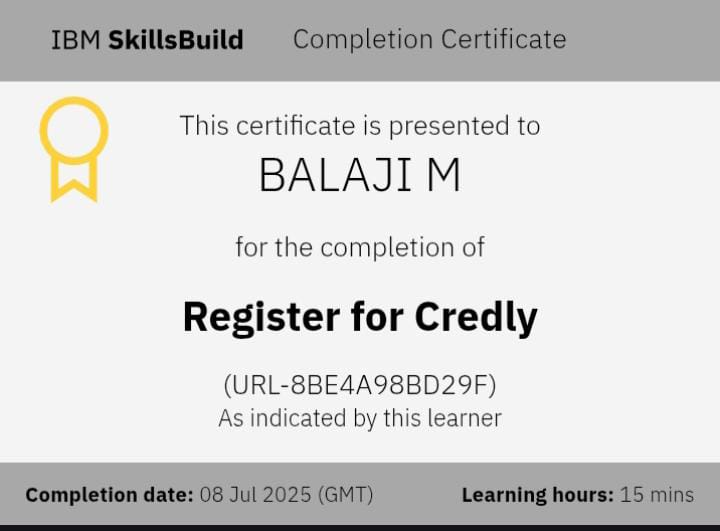 IBM SkillsBuild Completion Certificate
This certificate is presented to
BALAJI M
for the completion of
Register for Credly
(URL-8BE4A98BD29F)
As indicated by this learner
Completion date: 08 Jul 2025 (GMT) Learning hours: 15 mins